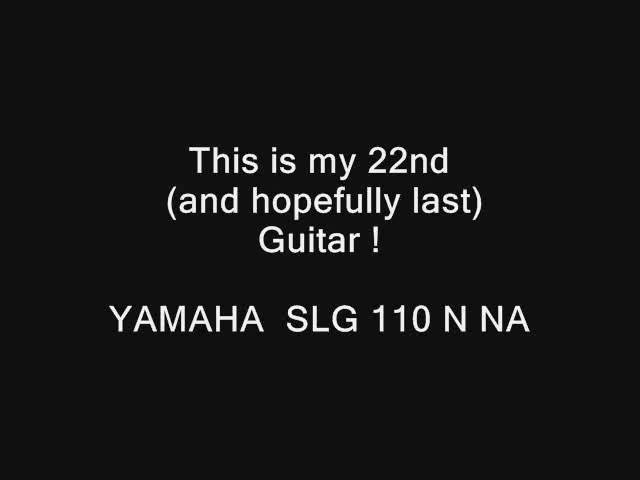 This is my 22nd
(and hopefully last)
Guitar !
YAMAHA  SLG 110 N NA